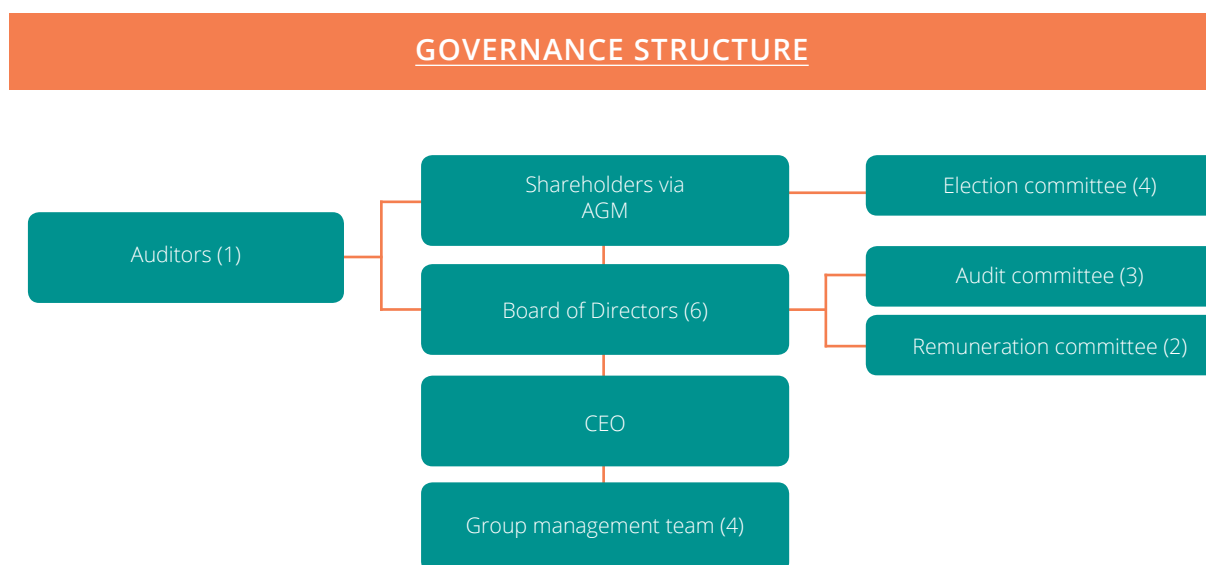 GOVERNANCE STRUCTURE
Shareholders via
AGM
Election committee (4)
Auditors (1)
Audit committee (3)
Board of Directors (6)
Remuneration committee (2)
CEO
Group management team (4)